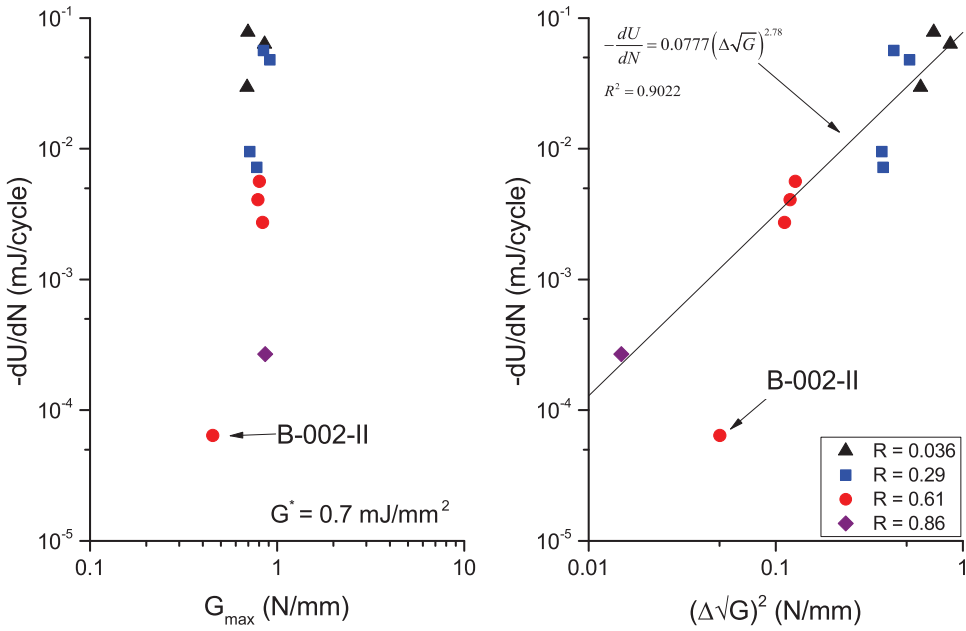 10⁻¹
10⁻²
10⁻³
10⁻⁴
10⁻⁵
-dU/dN (mJ/cycle)
B-002-II
G* = 0.7 mJ/mm²
0.1
1
10
G_max (N/mm)
10⁻¹
10⁻²
10⁻³
10⁻⁴
10⁻⁵
-dU/dN (mJ/cycle)
-dU/dN = 0.0777(Δ√G)^2.78
R² = 0.9022
B-002-II
R = 0.036
R = 0.29
R = 0.61
R = 0.86
0.01
0.1
1
(Δ√G)² (N/mm)